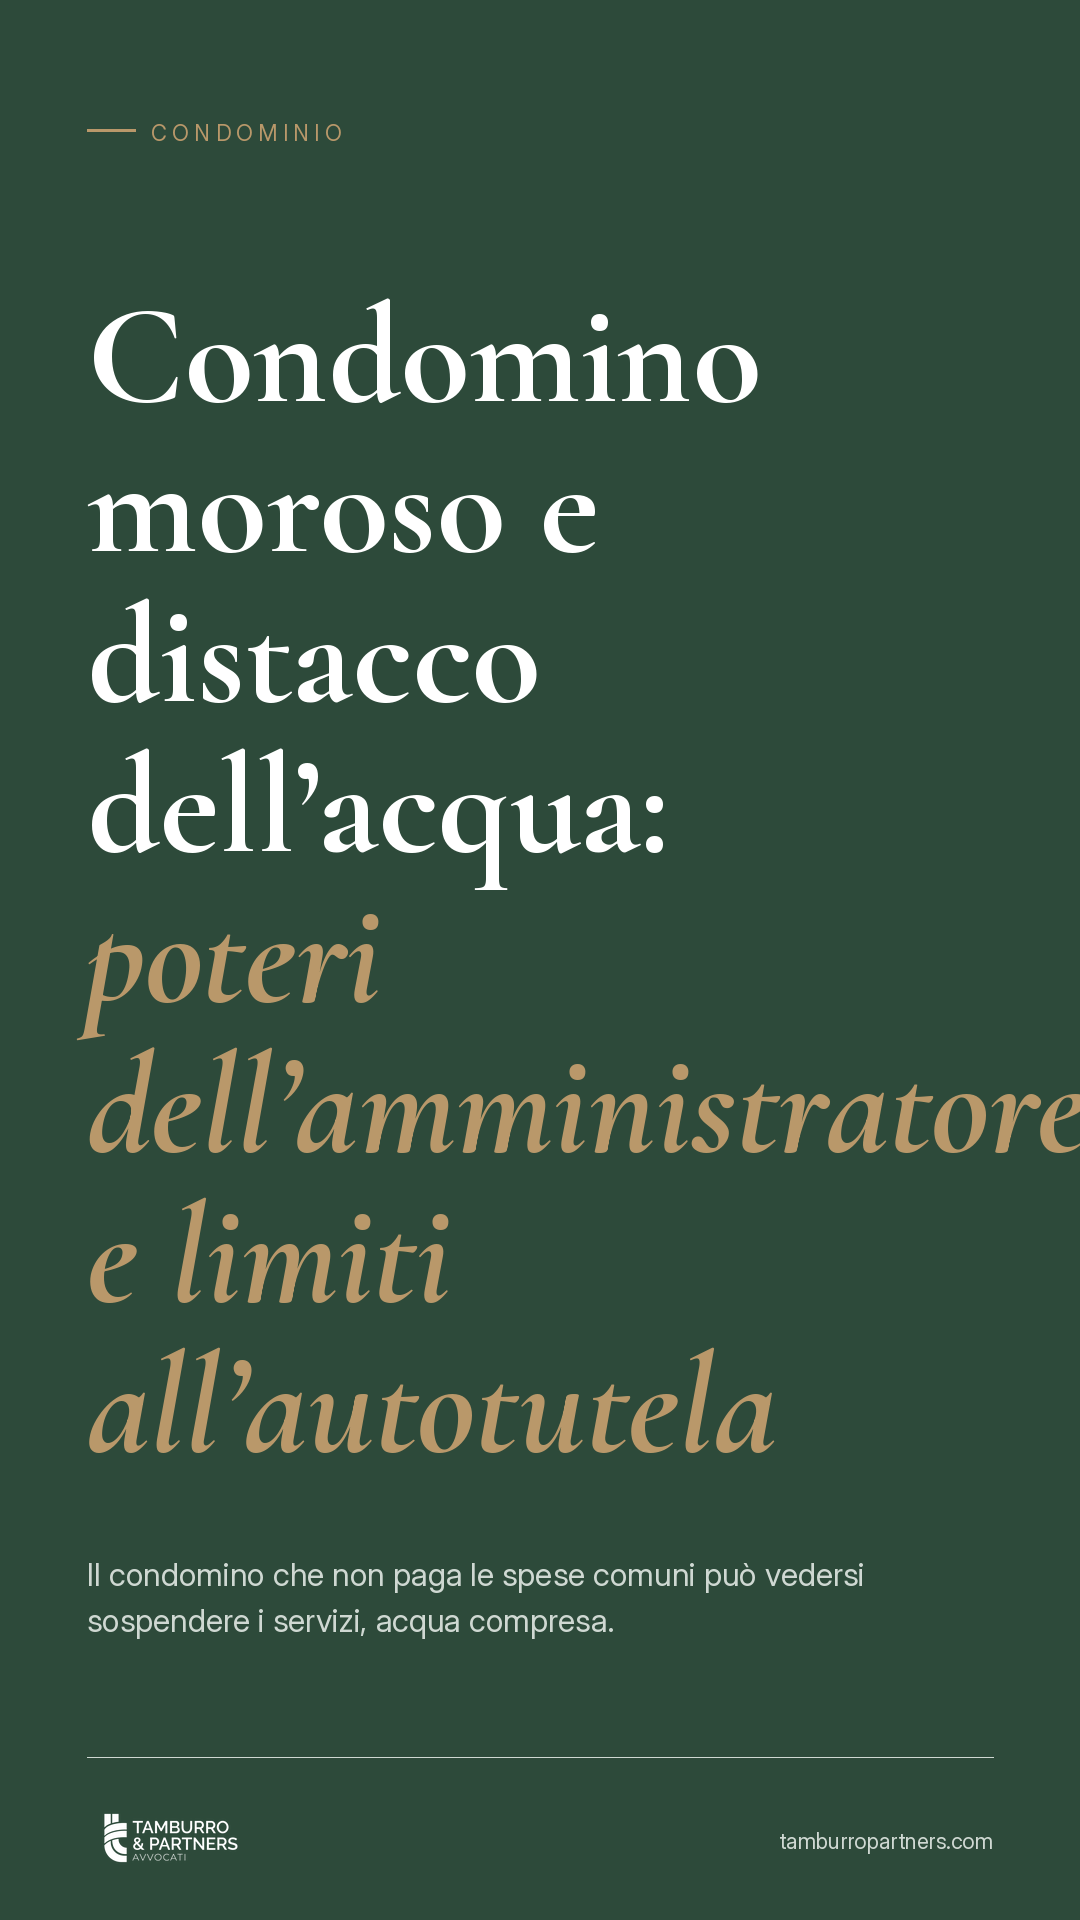 CONDOMINIO
Condomino
moroso e
distacco
dell’acqua:
poteri
dell’amministratore
e limiti
all’autotutela
Il condomino che non paga le spese comuni può vedersi
sospendere i servizi, acqua compresa.
TAMBURRO
& PARTNERS
AVVOCATI
tamburropartners.com